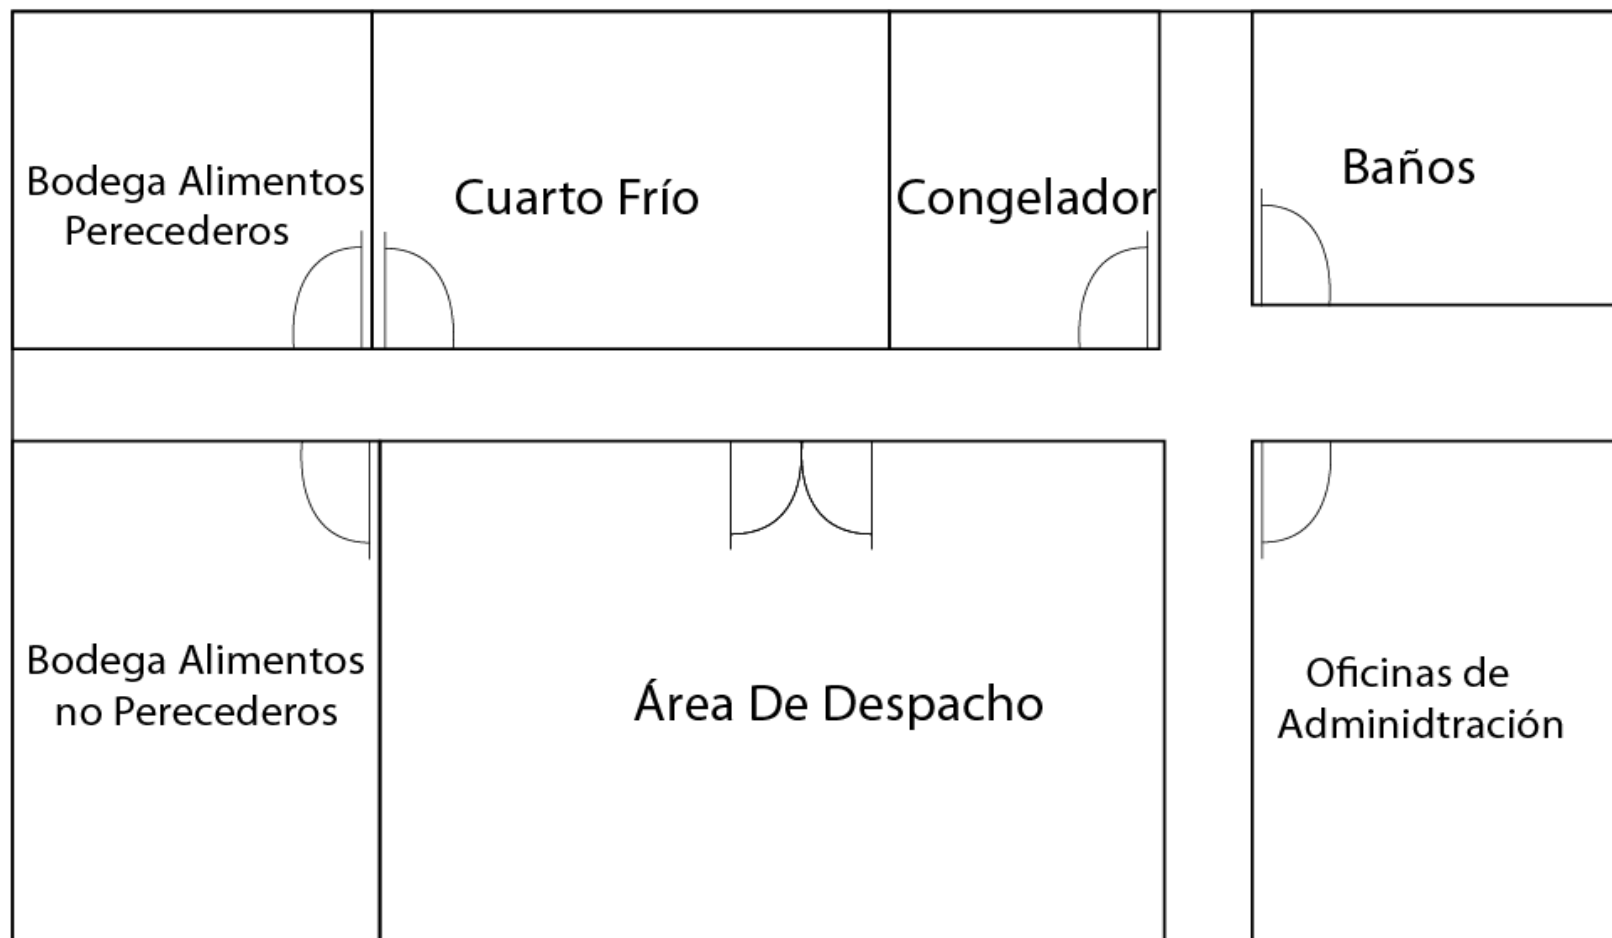 Bodega Alimentos
Perecederos
Cuarto Frío
Congelador
Baños
Bodega Alimentos
no Perecederos
Área De Despacho
Oficinas de
Adminidtración